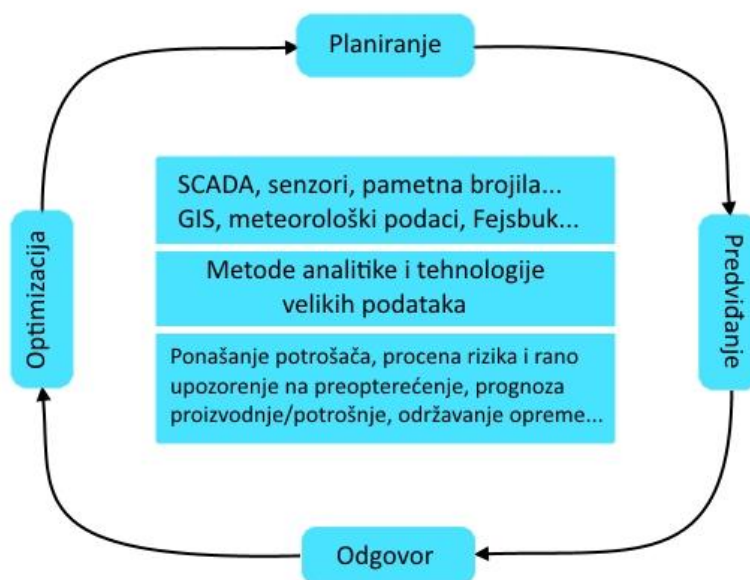 Planiranje
SCADA, senzori, pametna brojila...
GIS, meteorološki podaci, Fejsbuk...
Optimizacija
Predviđanje
Metode analitike i tehnologije
velikih podataka
Ponašanje potrošača, procena rizika i rano
upozorenje na preopterećenje, prognoza
proizvodnje/potrošnje, održavanje opreme...
Odgovor